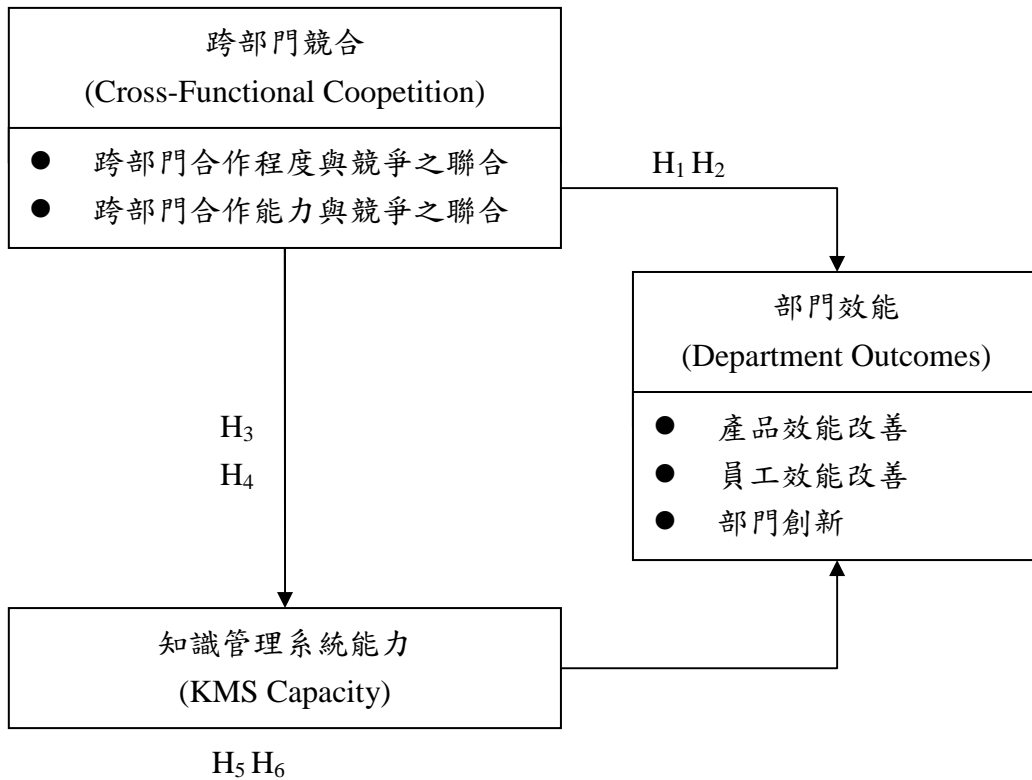 跨部門競合
(Cross-Functional Coopetition)
● 跨部門合作程度與競爭之聯合
● 跨部門合作能力與競爭之聯合
H₁ H₂
部門效能
(Department Outcomes)
● 產品效能改善
● 員工效能改善
● 部門創新
H₃
H₄
知識管理系統能力
(KMS Capacity)
H₅ H₆